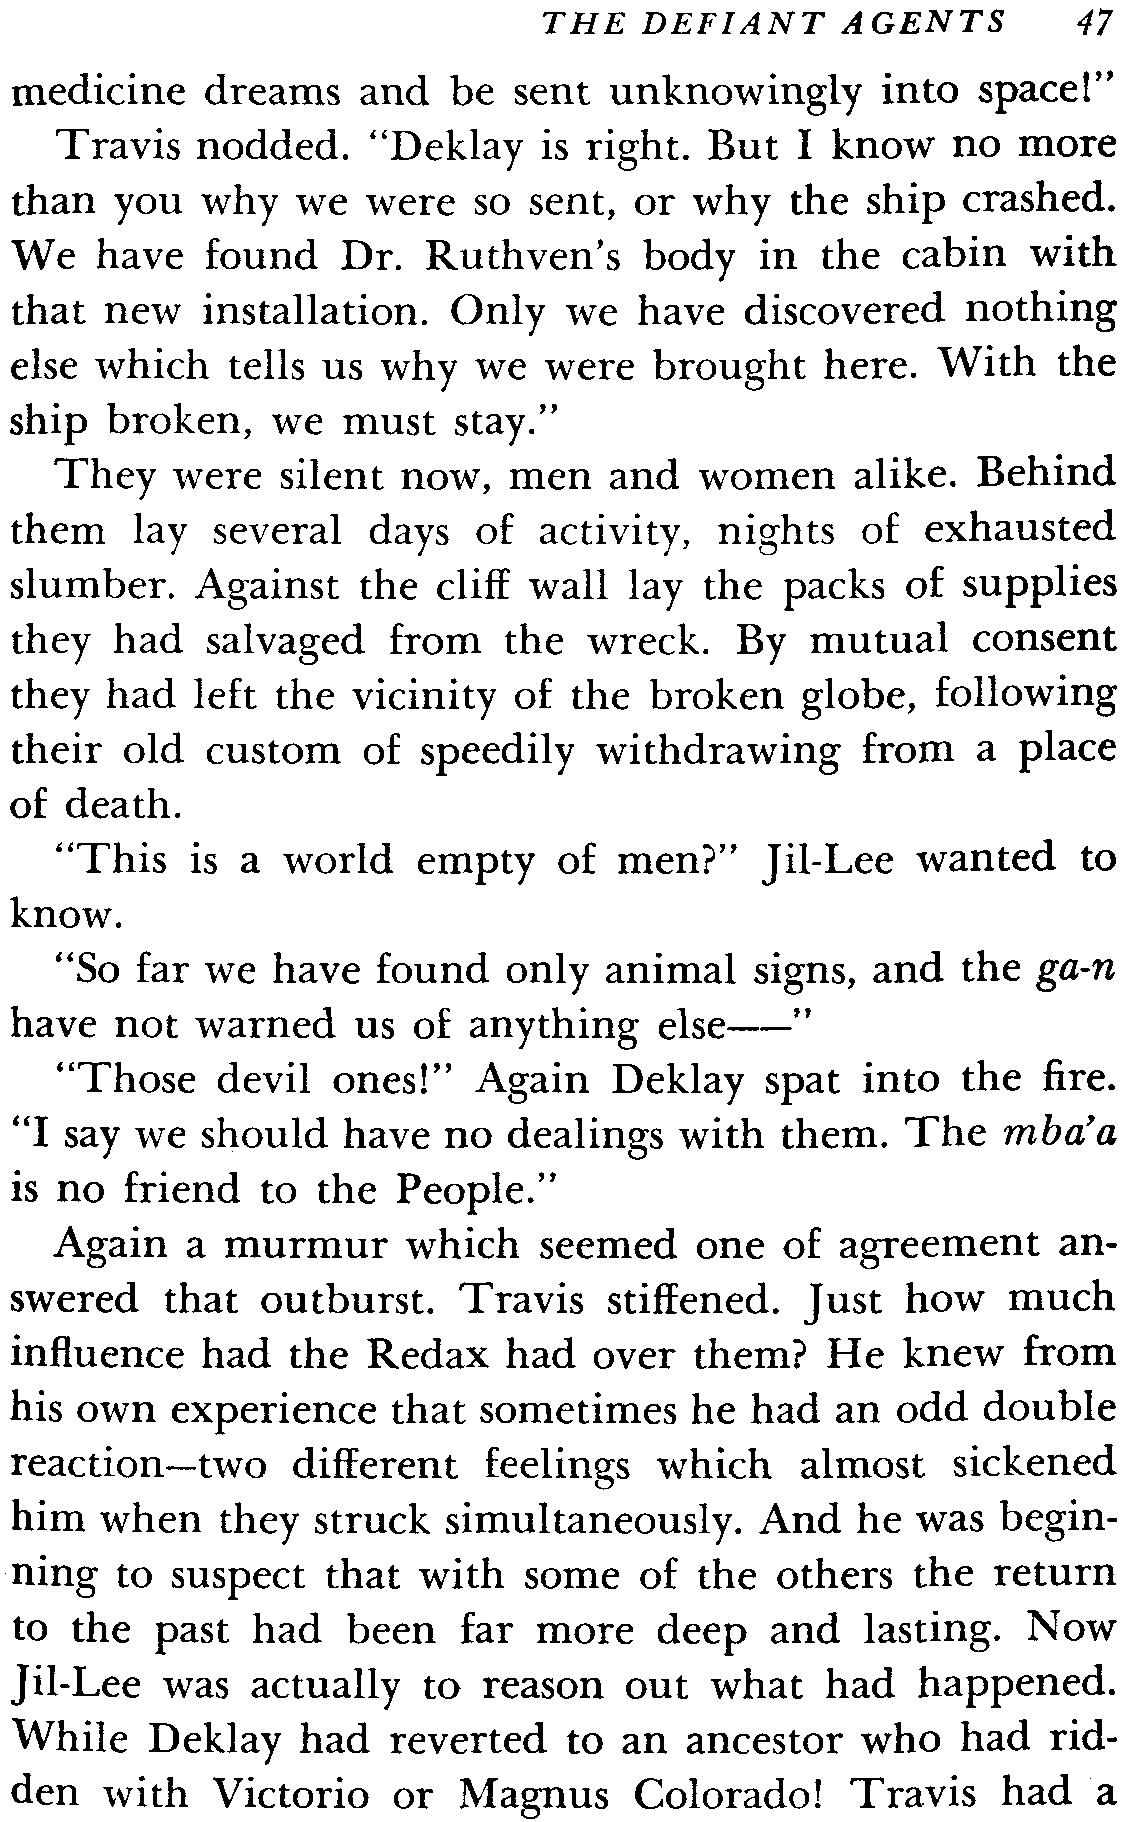 THE DEFIANT AGENTS 47
medicine dreams and be sent unknowingly into space!"
Travis nodded. "Deklay is right. But I know no more
than you why we were so sent, or why the ship crashed.
We have found Dr. Ruthven's body in the cabin with
that new installation. Only we have discovered nothing
else which tells us why we were brought here. With the
ship broken, we must stay."
They were silent now, men and women alike. Behind
them lay several days of activity, nights of exhausted
slumber. Against the cliff wall lay the packs of supplies
they had salvaged from the wreck. By mutual consent
they had left the vicinity of the broken globe, following
their old custom of speedily withdrawing from a place
of death.
"This is a world empty of men?" Jil-Lee wanted to
know.
"So far we have found only animal signs, and the ga-n
have not warned us of anything else——"
"Those devil ones!" Again Deklay spat into the fire.
"I say we should have no dealings with them. The mba'a
is no friend to the People."
Again a murmur which seemed one of agreement an-
swered that outburst. Travis stiffened. Just how much
influence had the Redax had over them? He knew from
his own experience that sometimes he had an odd double
reaction—two different feelings which almost sickened
him when they struck simultaneously. And he was begin-
ning to suspect that with some of the others the return
to the past had been far more deep and lasting. Now
Jil-Lee was actually to reason out what had happened.
While Deklay had reverted to an ancestor who had rid-
den with Victorio or Magnus Colorado! Travis had a